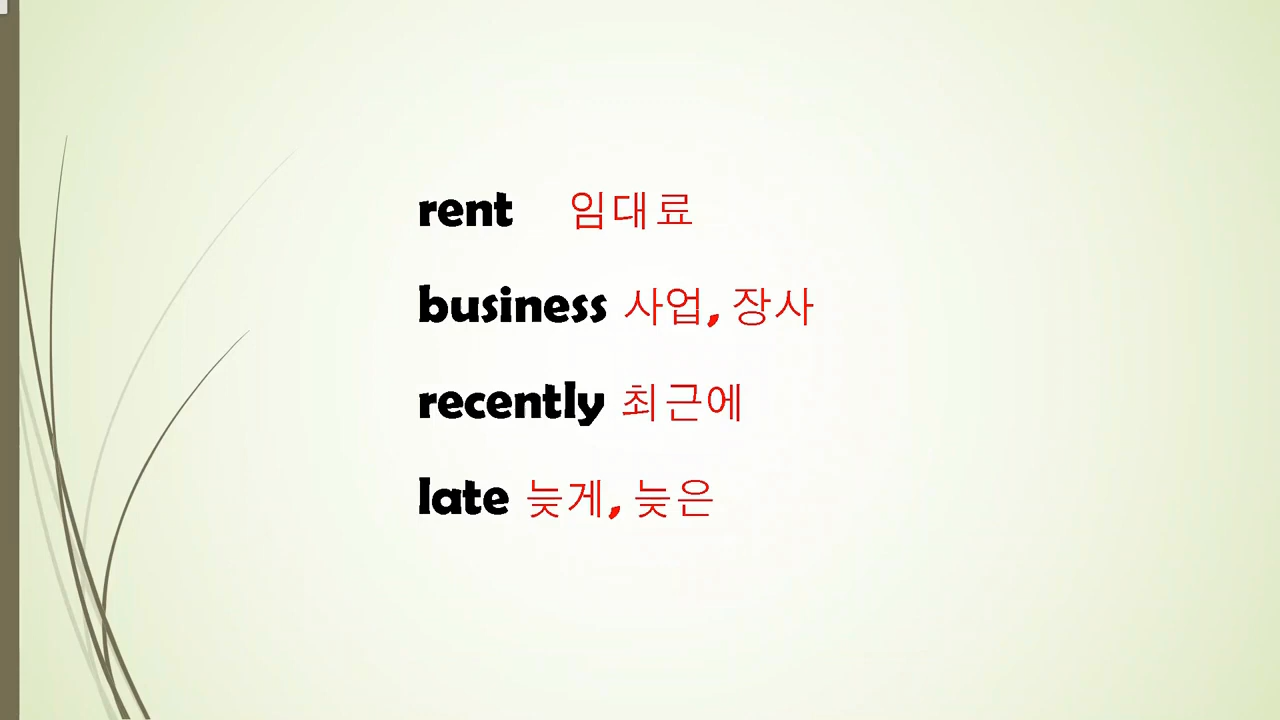 rent 임대료
business 사업, 장사
recently 최근에
late 늦게, 늦은